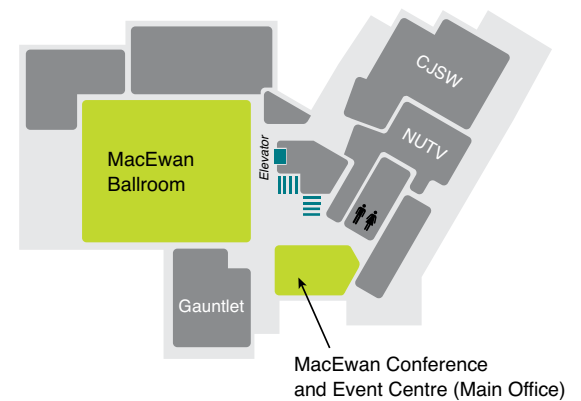 CJSW
NUTV
Elevator
MacEwan
Ballroom
Gauntlet
MacEwan Conference
and Event Centre (Main Office)